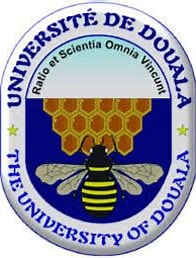 UNIVERSITÉ DE DOUALA
Ratio et Scientia Omnia Vincunt
THE UNIVERSITY OF DOUALA